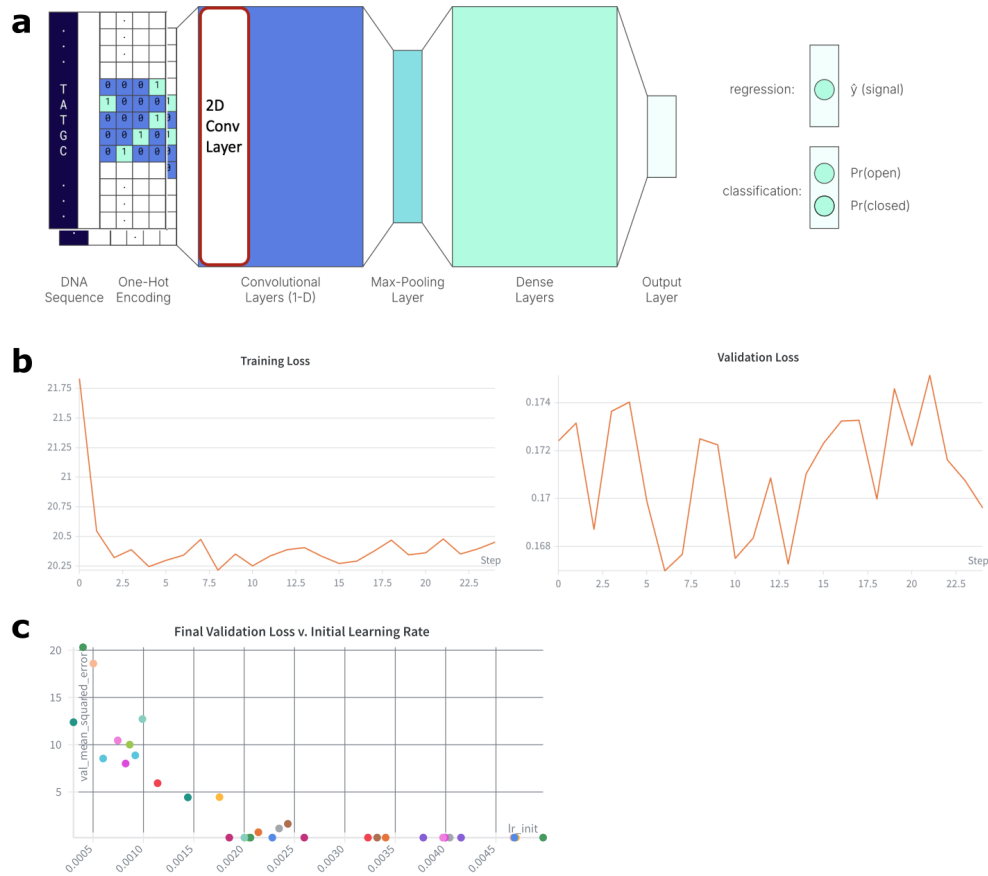 a
T
A
T
G
C
0 0 0 1
1 0 0 0 1
0 0 0 1 0
0 0 1 0 1
0 1 0 0 0
0
2D
Conv
Layer
regression: ŷ (signal)
classification: Pr(open)
Pr(closed)
DNA
Sequence
One-Hot
Encoding
Convolutional
Layers (1-D)
Max-Pooling
Layer
Dense
Layers
Output
Layer
b
Training Loss
21.75
21.5
21.25
21
20.75
20.5
20.25
Step
0 2.5 5 7.5 10 12.5 15 17.5 20 22.5
Validation Loss
0.174
0.172
0.17
0.168
Step
0 2.5 5 7.5 10 12.5 15 17.5 20 22.5
c
Final Validation Loss v. Initial Learning Rate
20
15
10
5
val_mean_squared_error
lr_init
0.0005 0.0010 0.0015 0.0020 0.0025 0.0030 0.0035 0.0040 0.0045